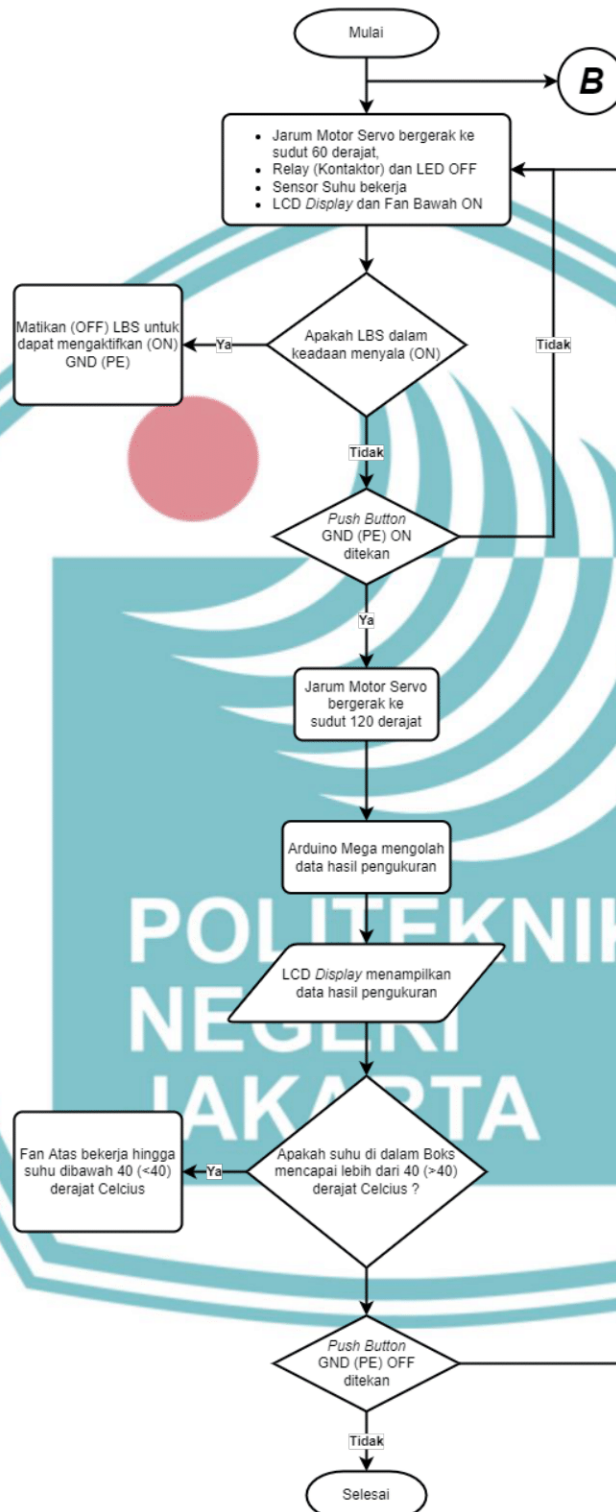 Mulai
B
• Jarum Motor Servo bergerak ke
sudut 60 derajat,
• Relay (Kontaktor) dan LED OFF
• Sensor Suhu bekerja
• LCD Display dan Fan Bawah ON
Matikan (OFF) LBS untuk
dapat mengaktifkan (ON)
GND (PE)
Ya
Apakah LBS dalam
keadaan menyala (ON)
Tidak
Tidak
Push Button
GND (PE) ON
ditekan
Ya
Jarum Motor Servo
bergerak ke
sudut 120 derajat
Arduino Mega mengolah
data hasil pengukuran
POLITEKNIK
NEGERI
JAKARTA
LCD Display menampilkan
data hasil pengukuran
Fan Atas bekerja hingga
suhu dibawah 40 (<40)
derajat Celcius
Ya
Apakah suhu di dalam Boks
mencapai lebih dari 40 (>40)
derajat Celcius ?
Push Button
GND (PE) OFF
ditekan
Tidak
Selesai